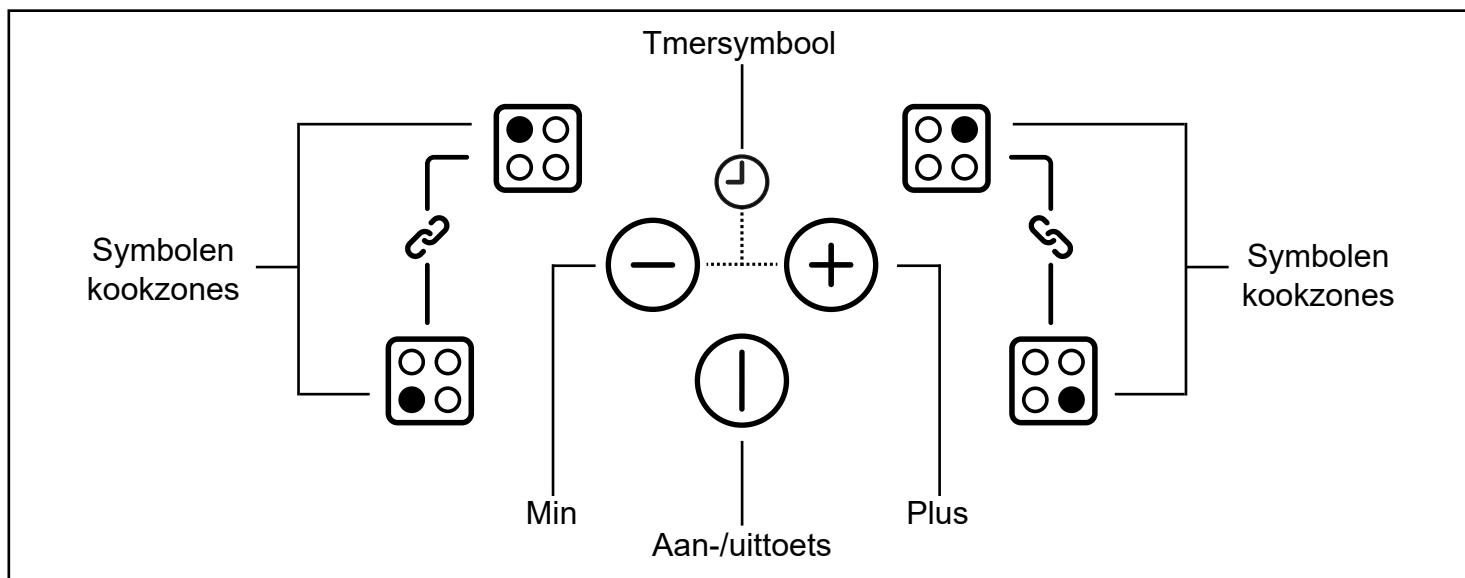 Tmersymbool
Symbolen
kookzones
Symbolen
kookzones
Min
Plus
Aan-/uittoets